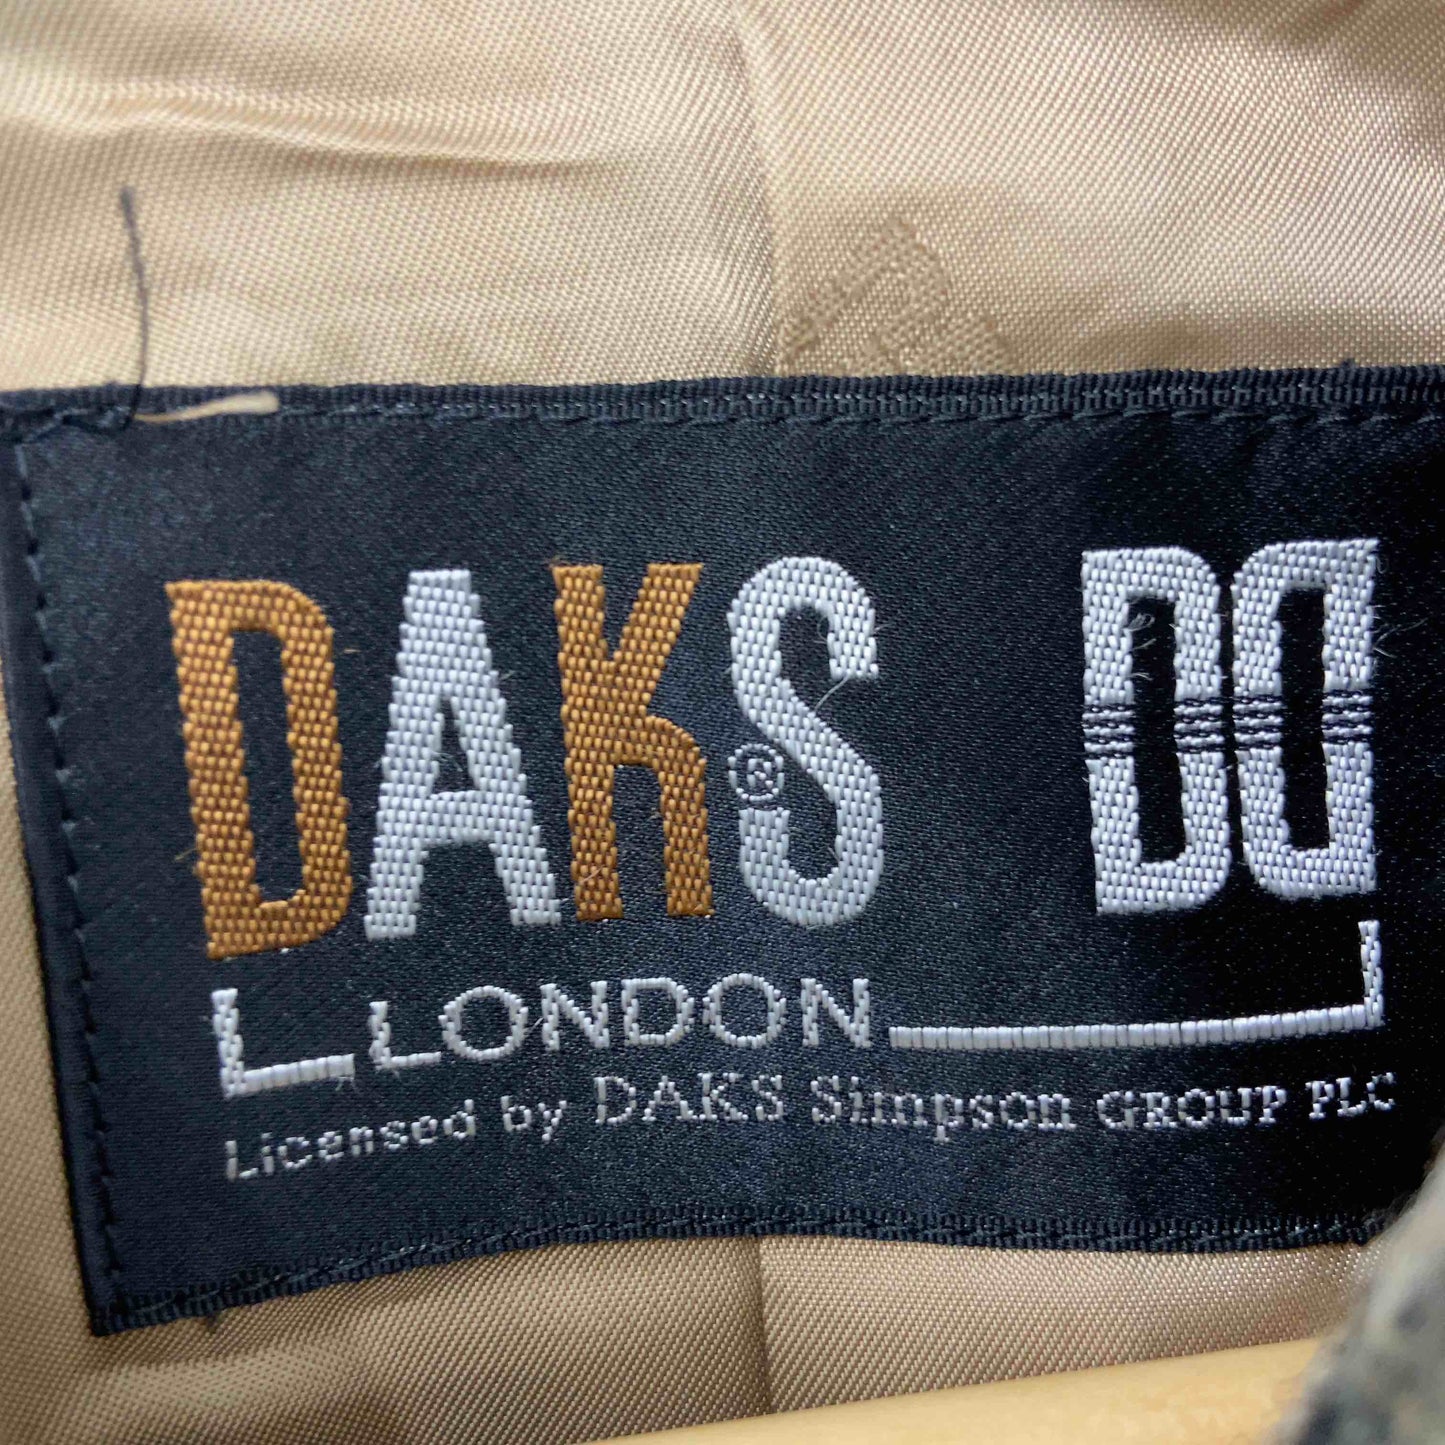 DAKS® DD
LONDON
Licensed by DAKS Simpson GROUP PLC